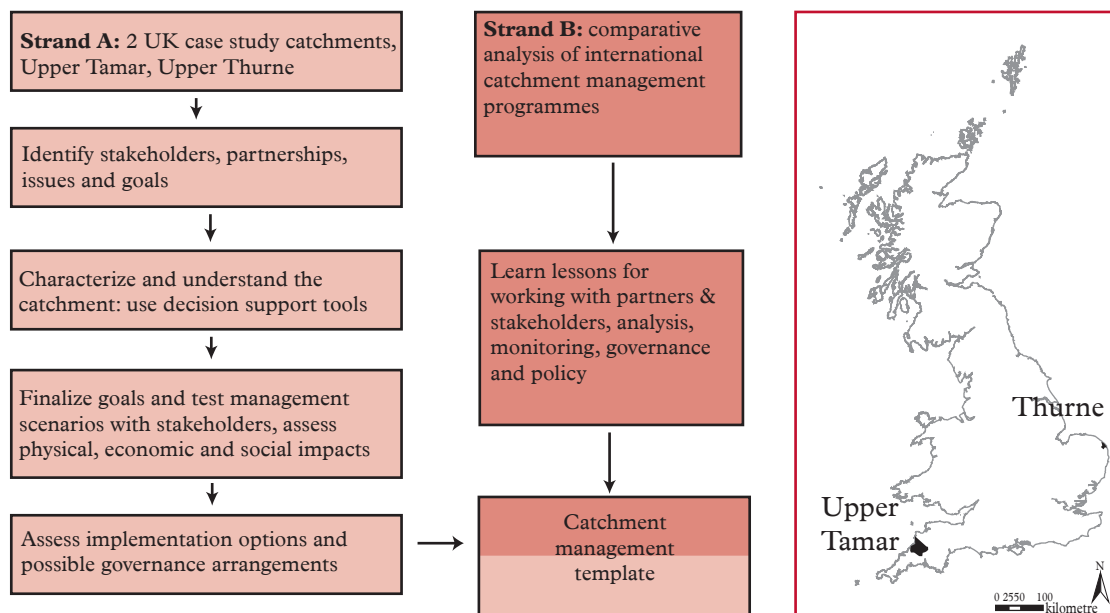 Strand A: 2 UK case study catchments,
Upper Tamar, Upper Thurne
Identify stakeholders, partnerships,
issues and goals
Characterize and understand the
catchment: use decision support tools
Finalize goals and test management
scenarios with stakeholders, assess
physical, economic and social impacts
Assess implementation options and
possible governance arrangements
Strand B: comparative
analysis of international
catchment management
programmes
Learn lessons for
working with partners &
stakeholders, analysis,
monitoring, governance
and policy
Catchment
management
template
Thurne
Upper
Tamar
0 2550 100
kilometre
N